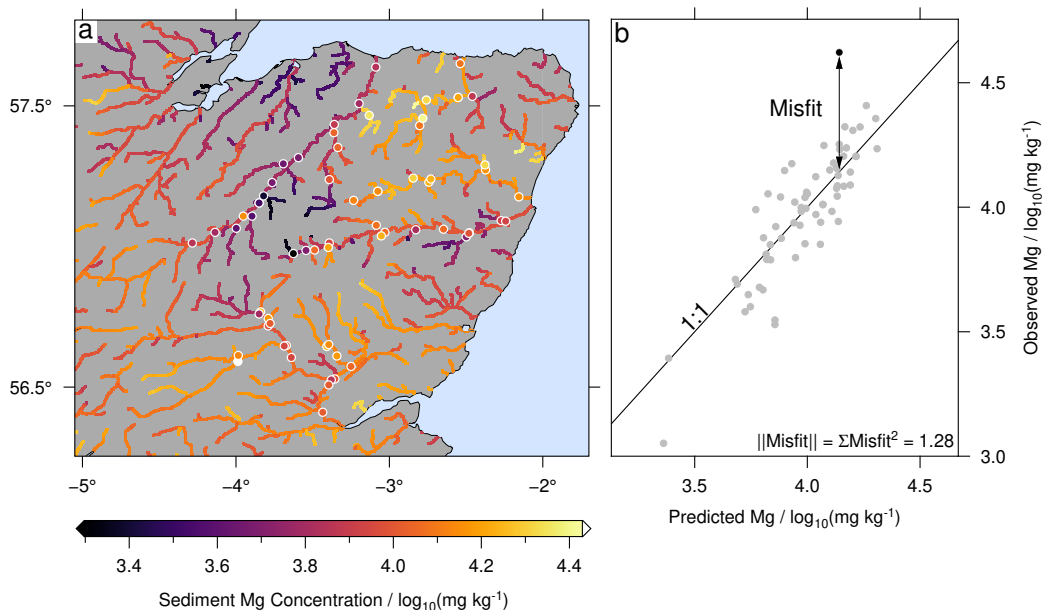 a
57.5°
56.5°
−5°
−4°
−3°
−2°
3.4
3.6
3.8
4.0
4.2
4.4
Sediment Mg Concentration / log10(mg kg-1)
b
Misfit
1:1
||Misfit|| = ΣMisfit2 = 1.28
4.5
4.0
3.5
3.0
Observed Mg / log10(mg kg-1)
3.5
4.0
4.5
Predicted Mg / log10(mg kg-1)